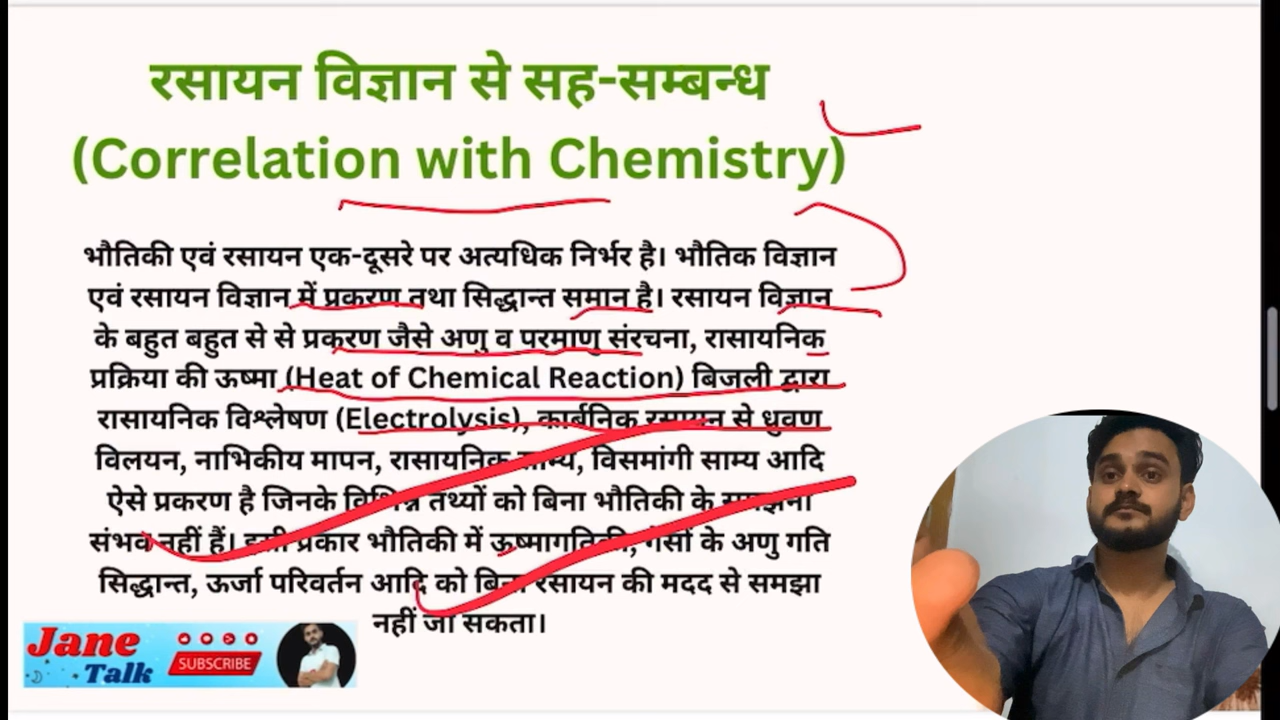 रसायन विज्ञान से सह-सम्बन्ध
(Correlation with Chemistry)
भौतिकी एवं रसायन एक-दूसरे पर अत्यधिक निर्भर है। भौतिक विज्ञान
एवं रसायन विज्ञान में प्रकरण तथा सिद्धान्त समान है। रसायन विज्ञान
के बहुत बहुत से से प्रकरण जैसे अणु व परमाणु संरचना, रासायनिक
प्रक्रिया की ऊष्मा (Heat of Chemical Reaction) बिजली द्वारा
रासायनिक विश्लेषण (Electrolysis), कार्बनिक रसायन से ध्रुवण
विलयन, नाभिकीय मापन, रासायनिक साम्य, विसमांगी साम्य आदि
ऐसे प्रकरण है जिनके विभिन्न तथ्यों को बिना भौतिकी के समझना
संभव नहीं हैं। इसी प्रकार भौतिकी में ऊष्मागतिकी, गैसों के अणु गति
सिद्धान्त, ऊर्जा परिवर्तन आदि को बिना रसायन की मदद से समझा
नहीं जा सकता।
Jane
Talk
SUBSCRIBE